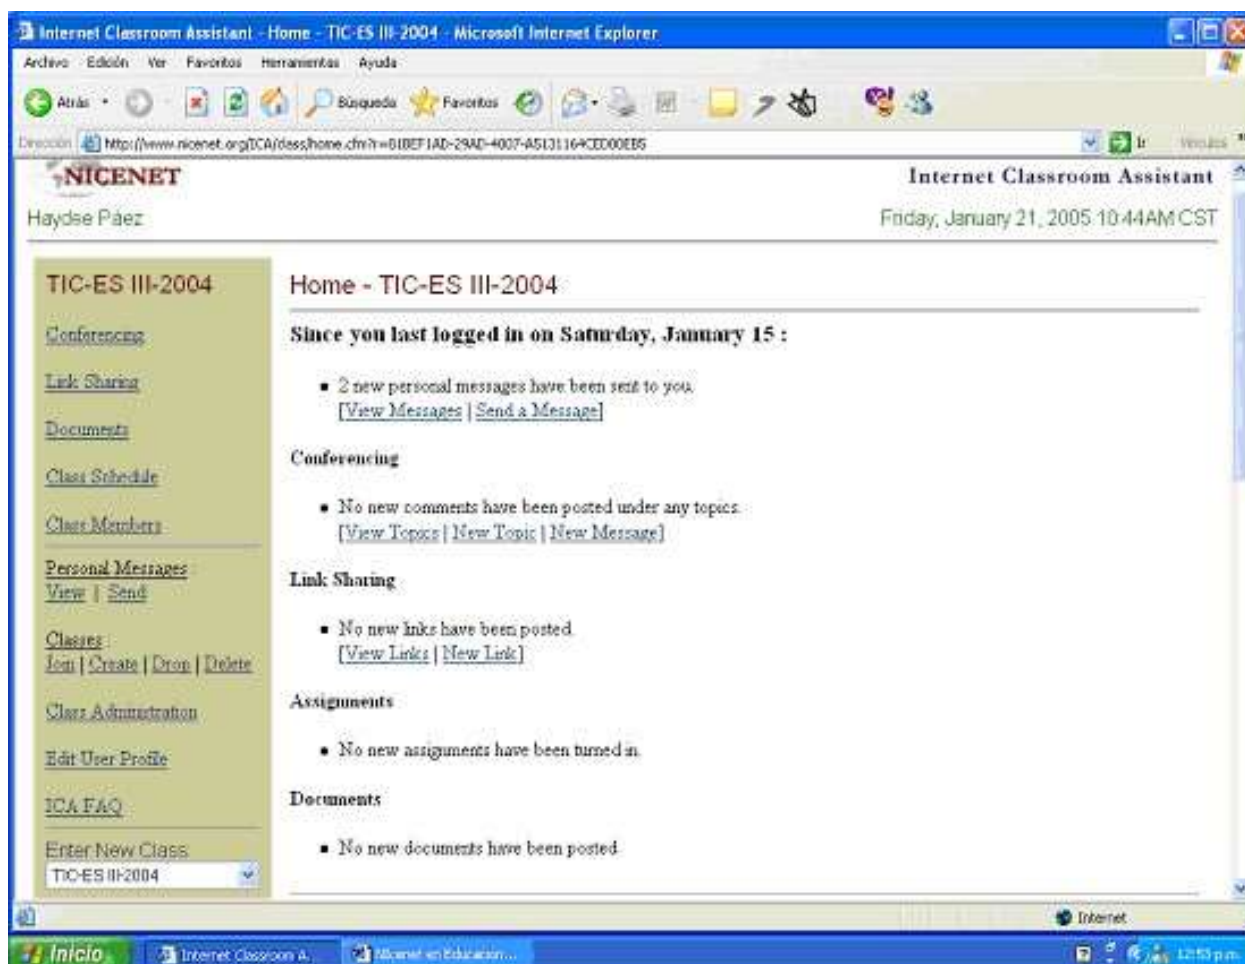 Internet Classroom Assistant - Home - TIC-ES III-2004 - Microsoft Internet Explorer
Archivo Edición Ver Favoritos Herramientas Ayuda
Atrás Búsqueda Favoritos
Dirección http://www.nicenet.org/ICA/class/home.cfm Ir Vínculos
NICENET Internet Classroom Assistant
Haydee Páez Friday, January 21, 2005 10:44AM CST
TIC-ES III-2004
Conferencing
Link Sharing
Documents
Class Schedule
Class Members
Personal Messages
View | Send
Classes
Join | Create | Drop | Delete
Class Administration
Edit User Profile
ICA FAQ
Enter New Class
TIC-ES III-2004
Home - TIC-ES III-2004
Since you last logged in on Saturday, January 15 :
2 new personal messages have been sent to you.
[View Messages | Send a Message]
Conferencing
No new comments have been posted under any topics.
[View Topics | New Topic | New Message]
Link Sharing
No new links have been posted.
[View Links | New Link]
Assignments
No new assignments have been turned in.
Documents
No new documents have been posted
Internet
Inicio Internet Classroom A. Nicenet en Educacion... 12:53 p.m.